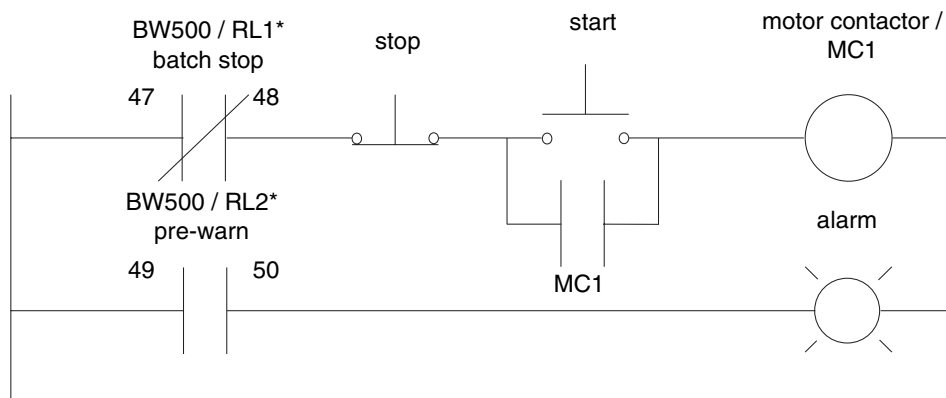 BW500 / RL1*
batch stop
47
48
stop
start
motor contactor /
MC1
BW500 / RL2*
pre-warn
49
50
MC1
alarm